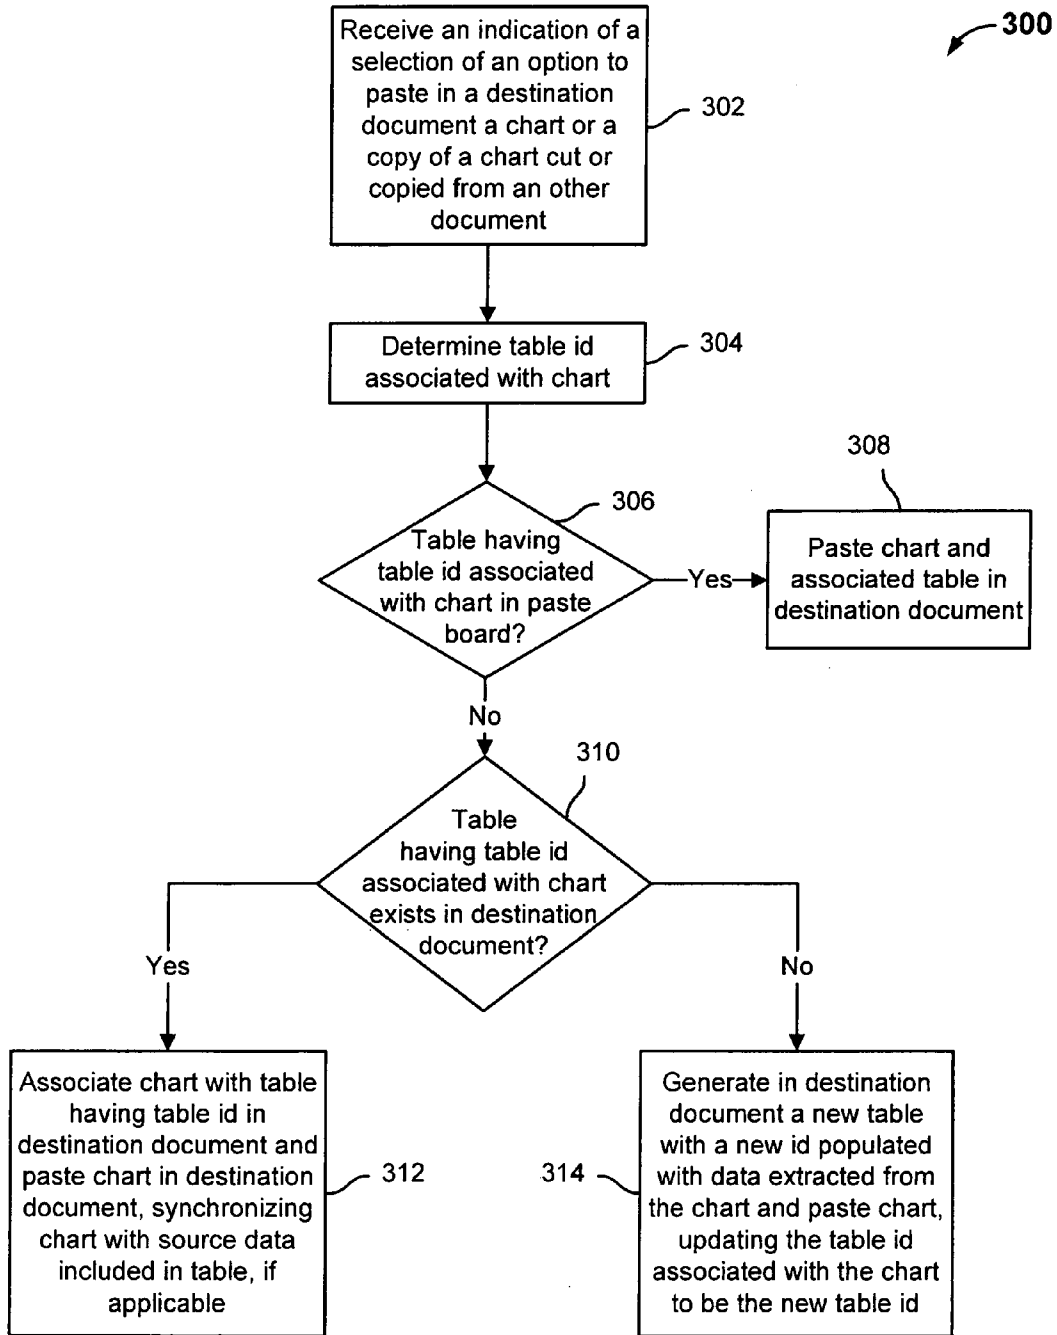 300
Receive an indication of a
selection of an option to
paste in a destination
document a chart or a
copy of a chart cut or
copied from an other
document
302
Determine table id
associated with chart
304
306
Table having
table id associated
with chart in paste
board?
Yes
308
Paste chart and
associated table in
destination document
No
310
Table
having table id
associated with chart
exists in destination
document?
Yes
No
Associate chart with table
having table id in
destination document and
paste chart in destination
document, synchronizing
chart with source data
included in table, if
applicable
312
314
Generate in destination
document a new table
with a new id populated
with data extracted from
the chart and paste chart,
updating the table id
associated with the chart
to be the new table id